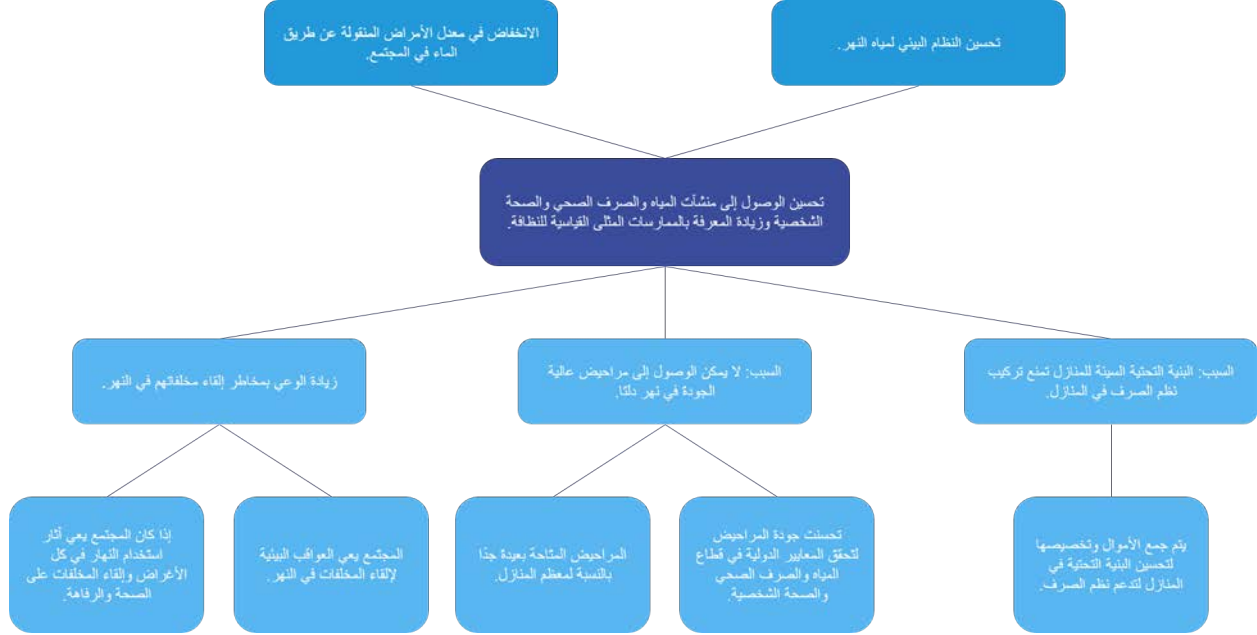 تحسين النظام البيئي لمياه النهر.
الانخفاض في معدل الأمراض المنقولة عن طريق
الماء في المجتمع.
تحسين الوصول إلى منشآت المياه والصرف الصحي والصحة
الشخصية وزيادة المعرفة بالممارسات المثلى القياسية للنظافة.
السبب: البنية التحتية السيئة للمنازل تمنع تركيب
نظم الصرف في المنازل.
السبب: لا يمكن الوصول إلى مراحيض عالية
الجودة في نهر دلتا.
زيادة الوعي بمخاطر إلقاء مخلفاتهم في النهر.
يتم جمع الأموال وتخصيصها
لتحسين البنية التحتية في
المنازل لتدعم نظم الصرف.
تحسنت جودة المراحيض
لتحقق المعايير الدولية في قطاع
المياه والصرف الصحي
والصحة الشخصية.
المراحيض المتاحة بعيدة جدًا
بالنسبة لمعظم المنازل.
المجتمع يعي العواقب البيئية
لإلقاء المخلفات في النهر.
إذا كان المجتمع يعي أثار
استخدام النهار في كل
الأغراض وإلقاء المخلفات على
الصحة والرفاهة.